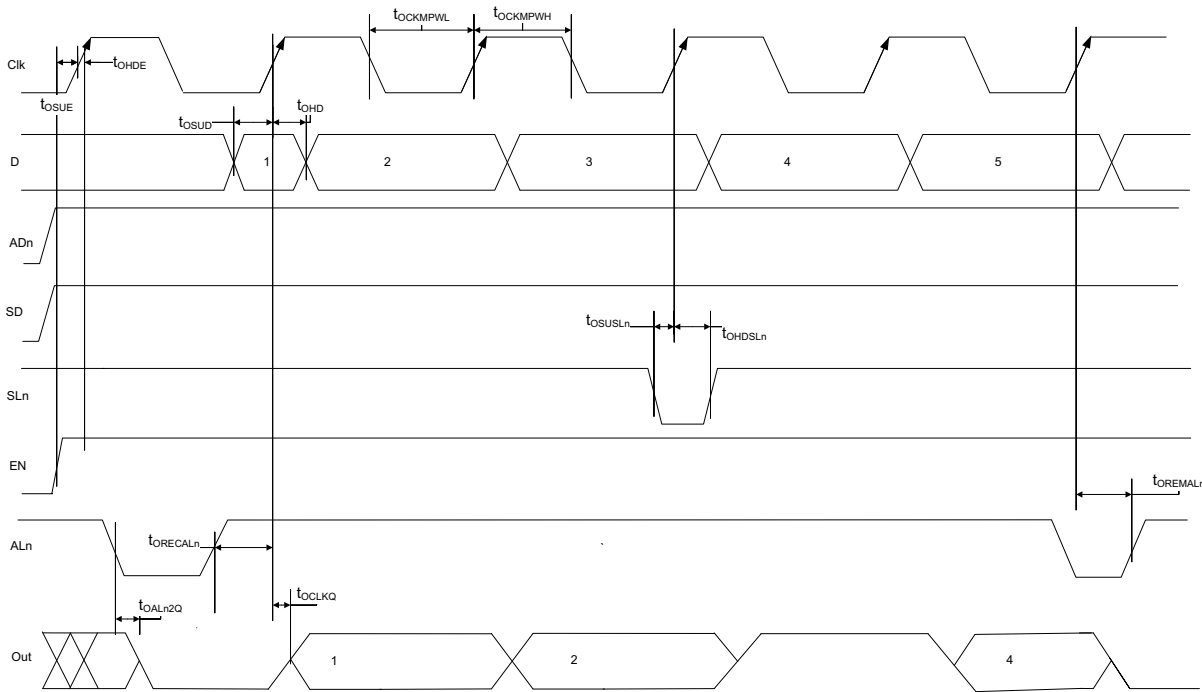 tOCKMPWL
tOCKMPWH
Clk
tOHDE
tOSUE
tOSUD
tOHD
D
1
2
3
4
5
ADn
SD
tOSUSLn
tOHDSLn
SLn
EN
tOREMALn
ALn
tORECALn
tOALn2Q
tOCLKQ
Out
1
2
4